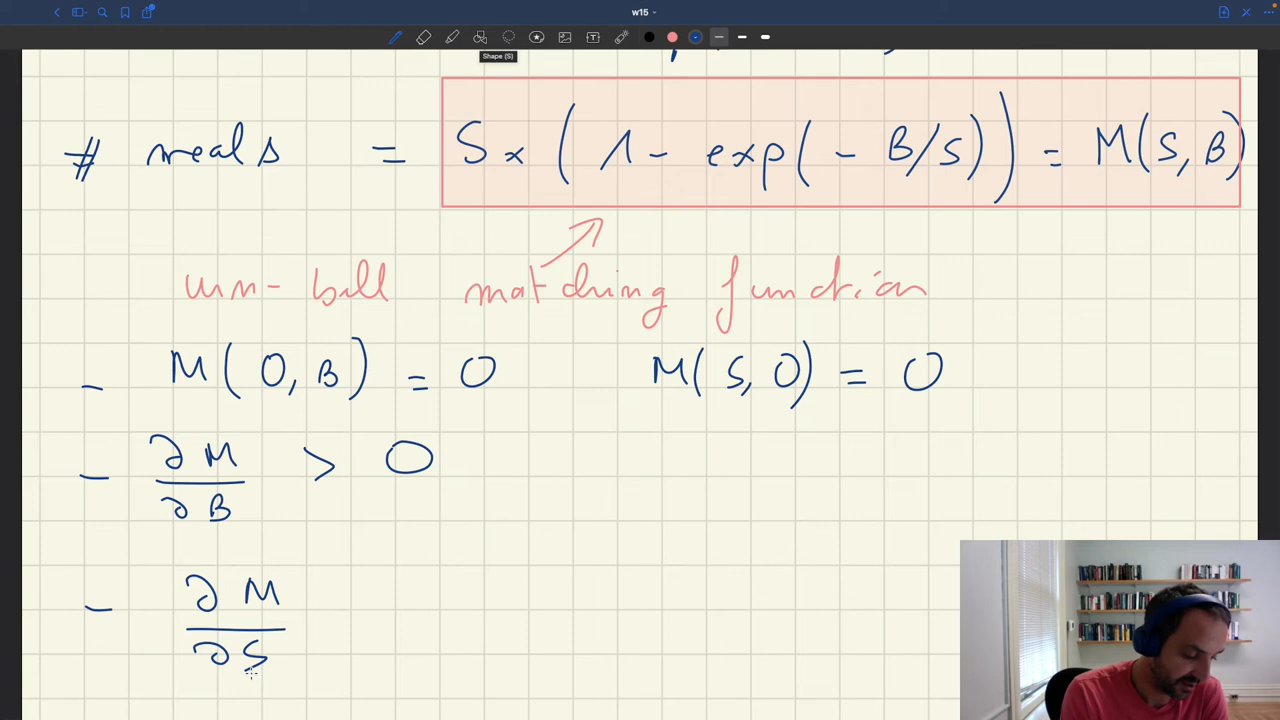 w15
Shape (S)
# meals = S × (1 - exp(- B/S)) = M(S, B)
urn-ball matching function
- M(0, B) = 0 M(S, 0) = 0
- ∂M/∂B > 0
- ∂M/∂S